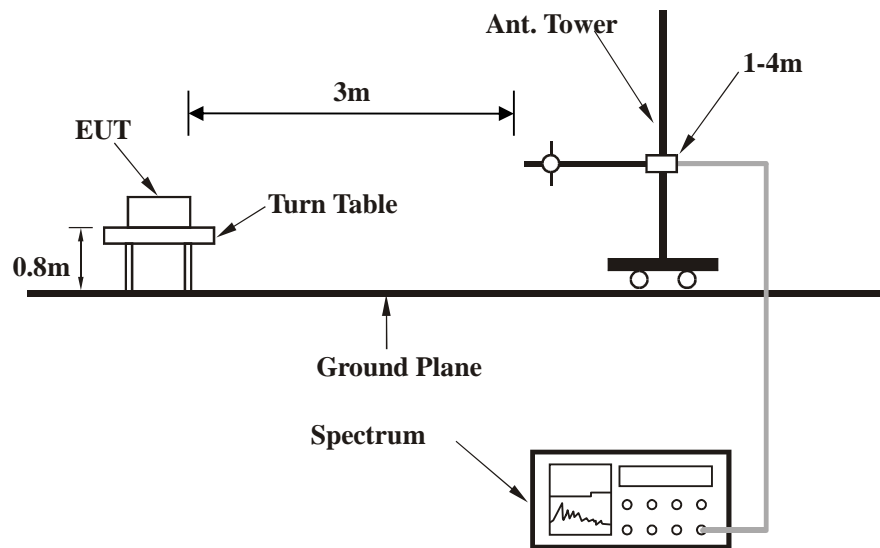 Ant. Tower
1-4m
3m
EUT
Turn Table
0.8m
Ground Plane
Spectrum